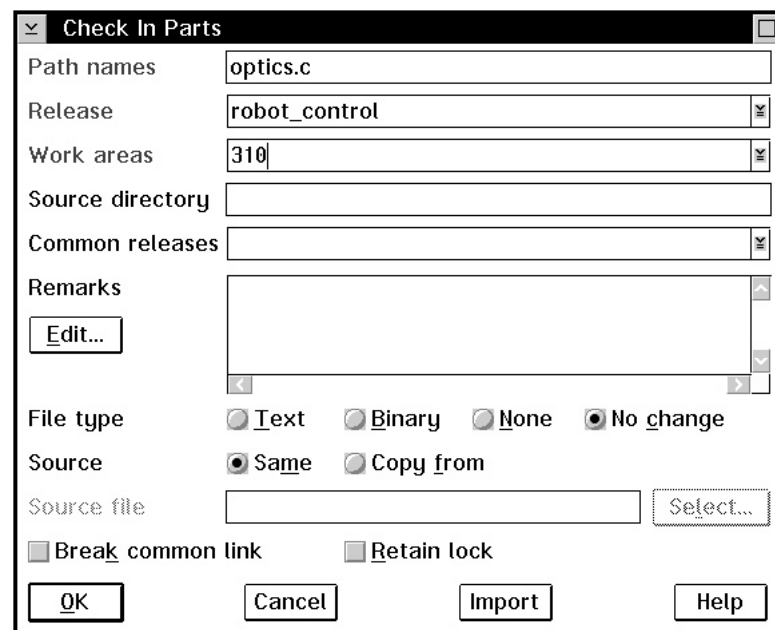 Check In Parts
Path names optics.c
Release robot_control
Work areas 310
Source directory
Common releases
Remarks
Edit...
File type Text Binary None No change
Source Same Copy from
Source file Select...
Break common link Retain lock
OK Cancel Import Help